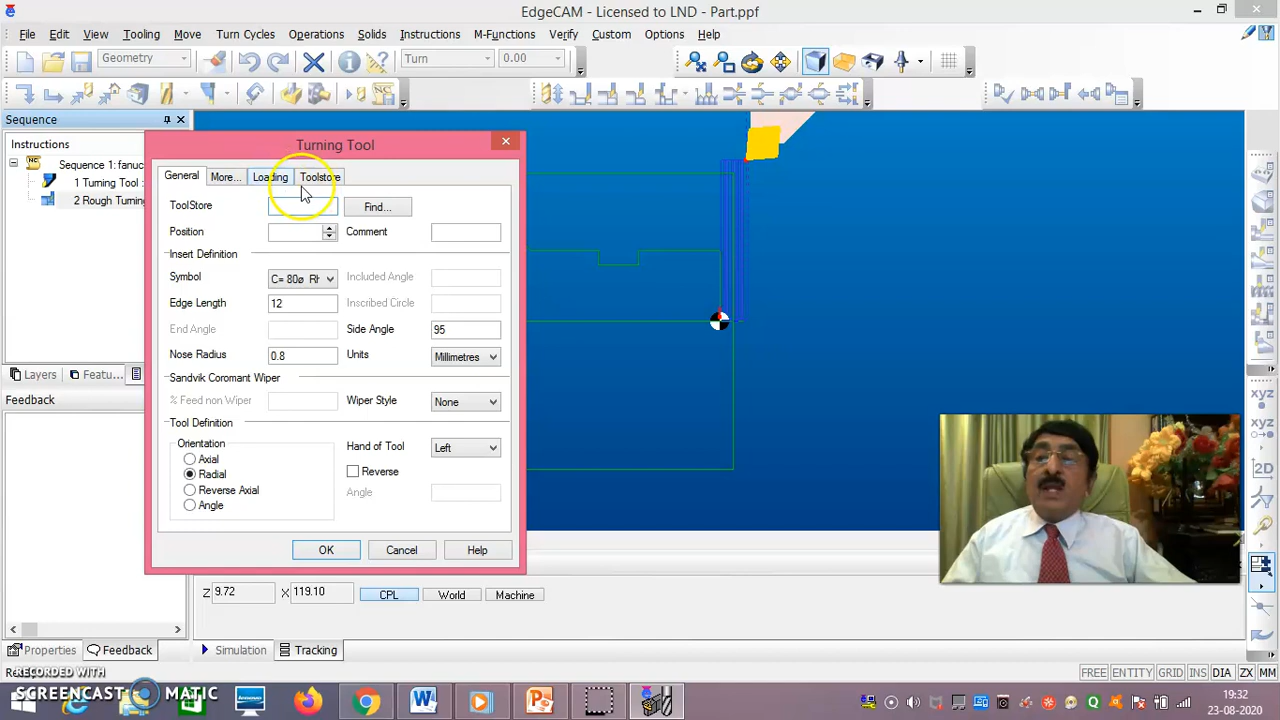 EdgeCAM - Licensed to LND - Part.ppf
File Edit View Tooling Move Turn Cycles Operations Solids Instructions M-Functions Verify Custom Options Help
Geometry Turn 0.00
Sequence
Instructions
Sequence 1: fanuc
1 Turning Tool :
2 Rough Turning
Layers Featu...
Feedback
Turning Tool
General More... Loading Toolstore
ToolStore Find...
Position Comment
Insert Definition
Symbol C= 80ø Rh Included Angle
Edge Length 12 Inscribed Circle
End Angle Side Angle 95
Nose Radius 0.8 Units Millimetres
Sandvik Coromant Wiper
% Feed non Wiper Wiper Style None
Tool Definition
Orientation
Axial
Radial
Reverse Axial
Angle
Hand of Tool Left
Reverse
Angle
OK Cancel Help
Z 9.72 X 119.10 CPL World Machine
Properties Feedback Simulation Tracking
xyz
xyz
2D
RECORDED WITH
SCREENCAST MATIC
FREE ENTITY GRID INS DIA ZX MM
19:32
23-08-2020